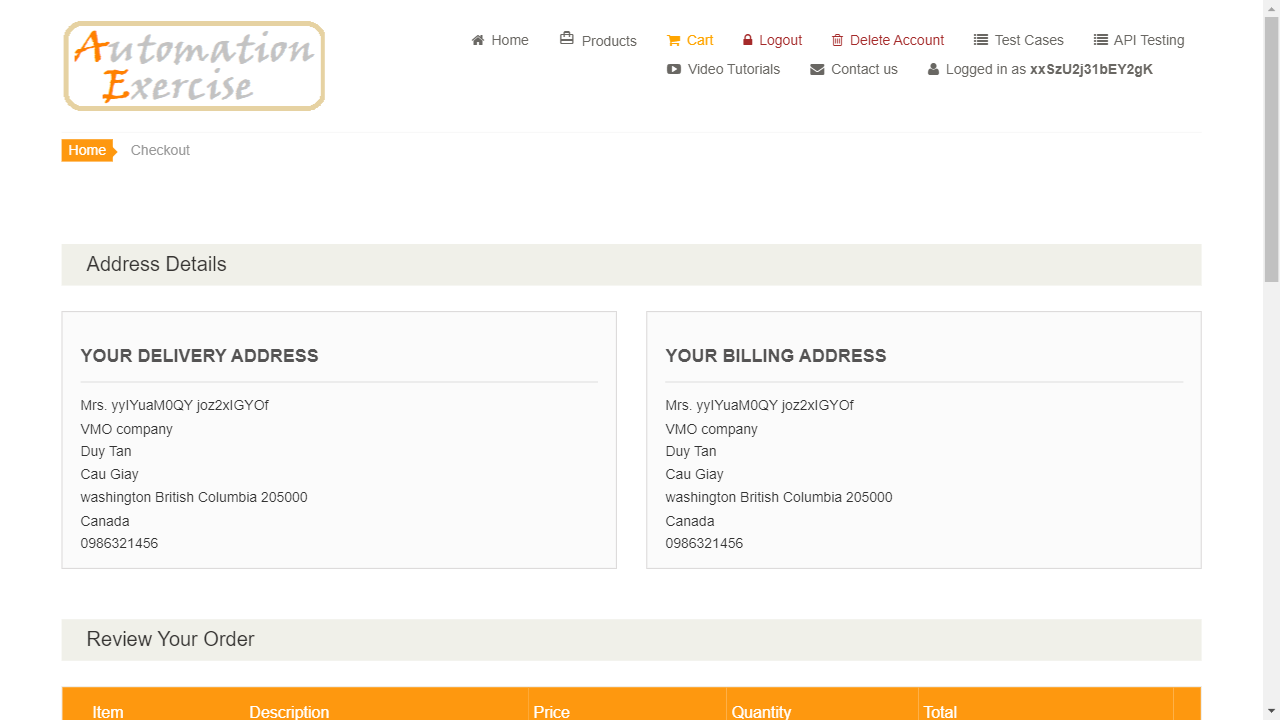 Automation
Exercise
Home
Products
Cart
Logout
Delete Account
Test Cases
API Testing
Video Tutorials
Contact us
Logged in as xxSzU2j31bEY2gK
Home
Checkout
Address Details
YOUR DELIVERY ADDRESS
Mrs. yyIYuaM0QY joz2xIGYOf
VMO company
Duy Tan
Cau Giay
washington British Columbia 205000
Canada
0986321456
YOUR BILLING ADDRESS
Mrs. yyIYuaM0QY joz2xIGYOf
VMO company
Duy Tan
Cau Giay
washington British Columbia 205000
Canada
0986321456
Review Your Order
Item Description Price Quantity Total